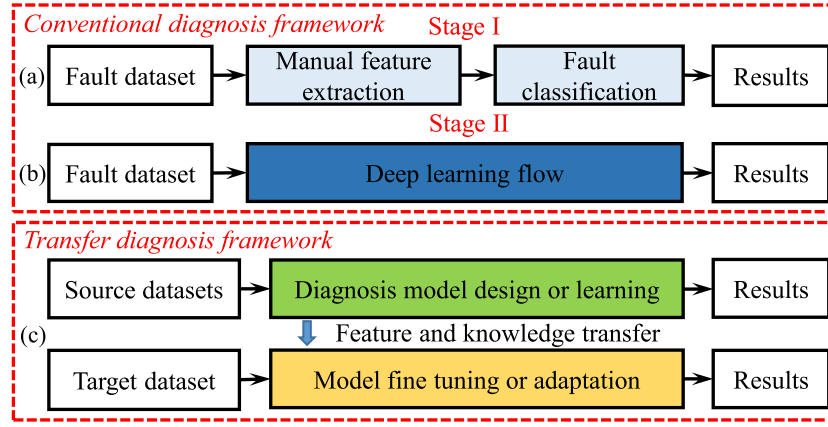 Conventional diagnosis framework
Stage I
(a)
Fault dataset
Manual feature
extraction
Fault
classification
Results
Stage II
(b)
Fault dataset
Deep learning flow
Results
Transfer diagnosis framework
(c)
Source datasets
Diagnosis model design or learning
Results
Feature and knowledge transfer
Target dataset
Model fine tuning or adaptation
Results